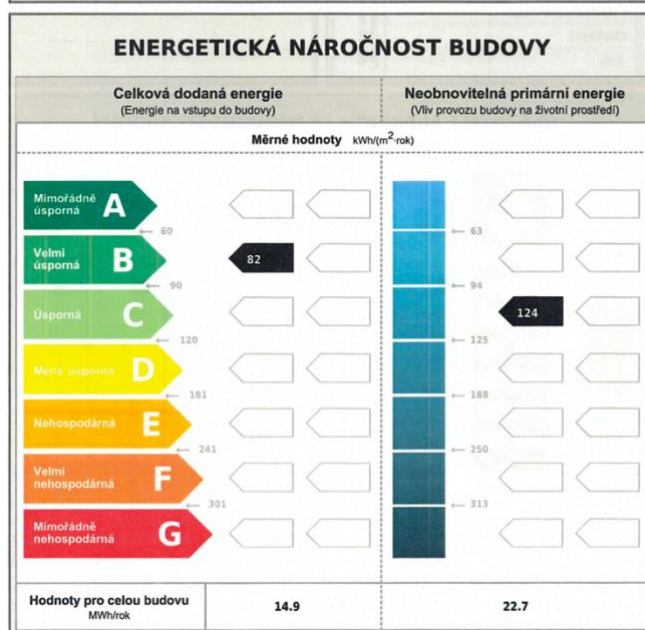 ENERGETICKÁ NÁROČNOST BUDOVY
Celková dodaná energie
(Energie na vstupu do budovy)
Neobnovitelná primární energie
(Vliv provozu budovy na životní prostředí)
Měrné hodnoty kWh/(m²·rok)
Mimořádně
úsporná
A
60
63
Velmi
úsporná
B
82
90
94
Úsporná
C
124
120
125
Méně úsporná
D
181
188
Nehospodárná
E
241
250
Velmi
nehospodárná
F
301
313
Mimořádně
nehospodárná
G
Hodnoty pro celou budovu
MWh/rok
14.9
22.7